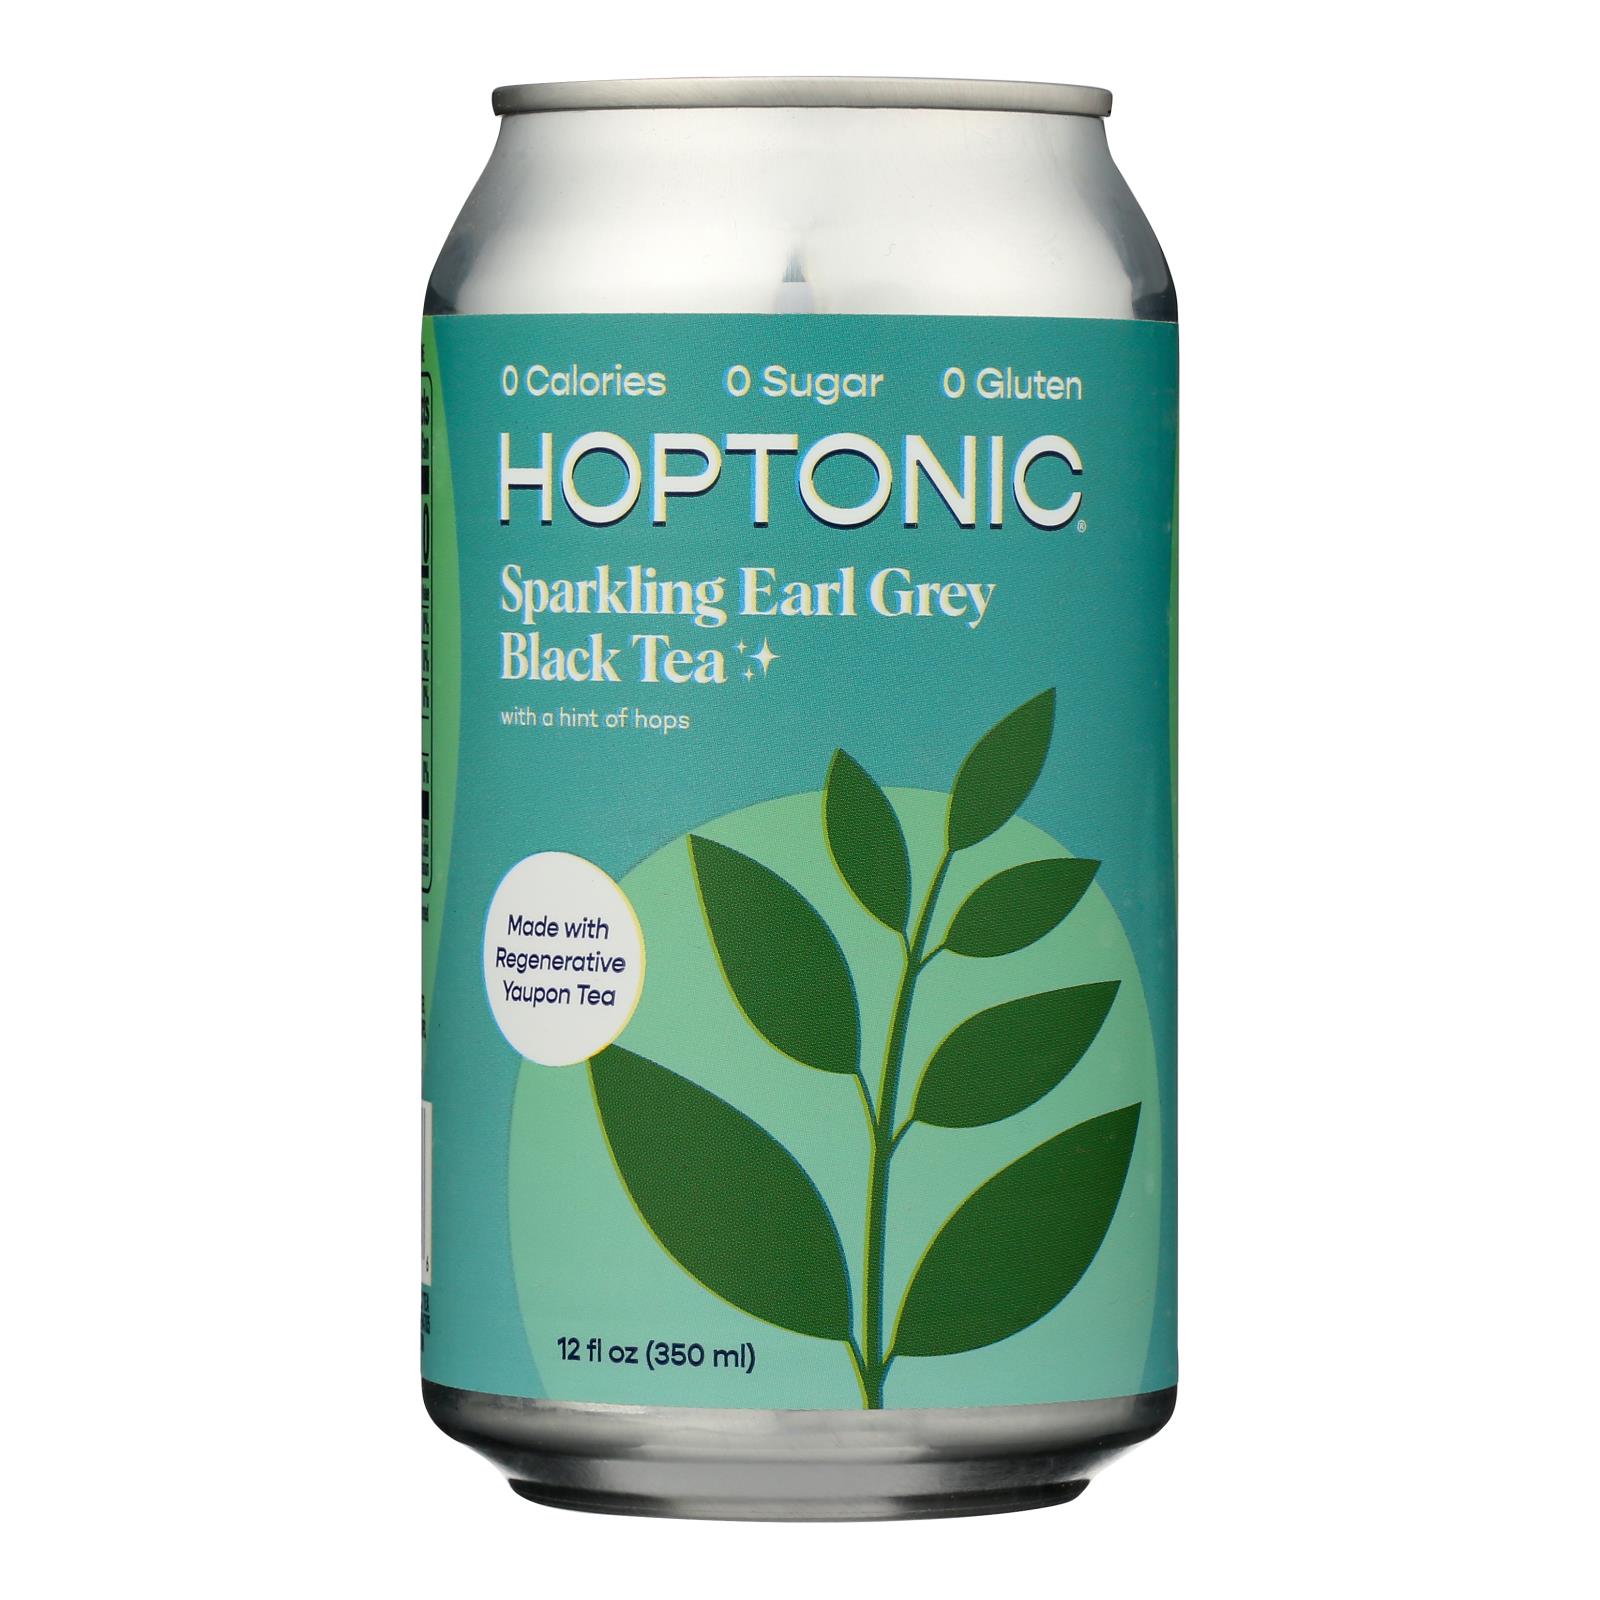 0 Calories 0 Sugar 0 Gluten
HOPTONIC®
Sparkling Earl Grey
Black Tea
with a hint of hops
Made with
Regenerative
Yaupon Tea
12 fl oz (350 ml)
6